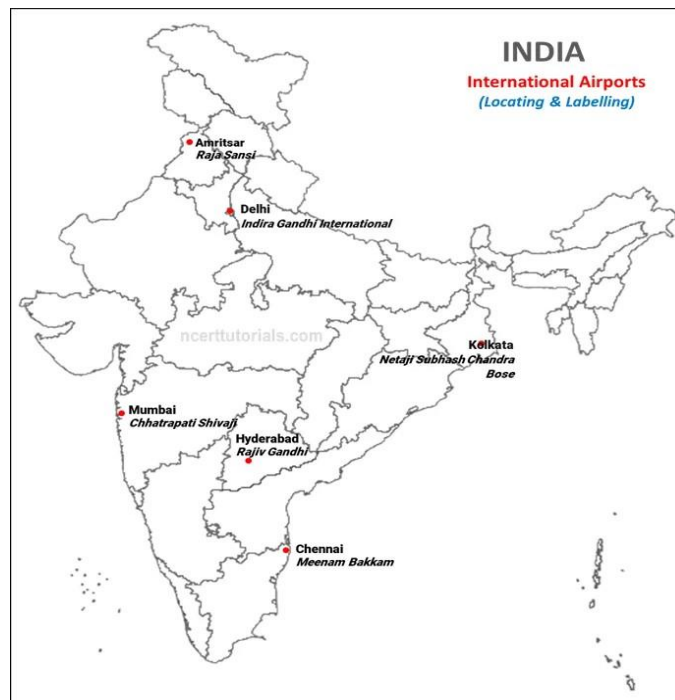 INDIA
International Airports
(Locating & Labelling)
Amritsar
Raja Sansi
Delhi
Indira Gandhi International
ncerttutorials.com
Kolkata
Netaji Subhash Chandra
Bose
Mumbai
Chhatrapati Shivaji
Hyderabad
Rajiv Gandhi
Chennai
Meenam Bakkam